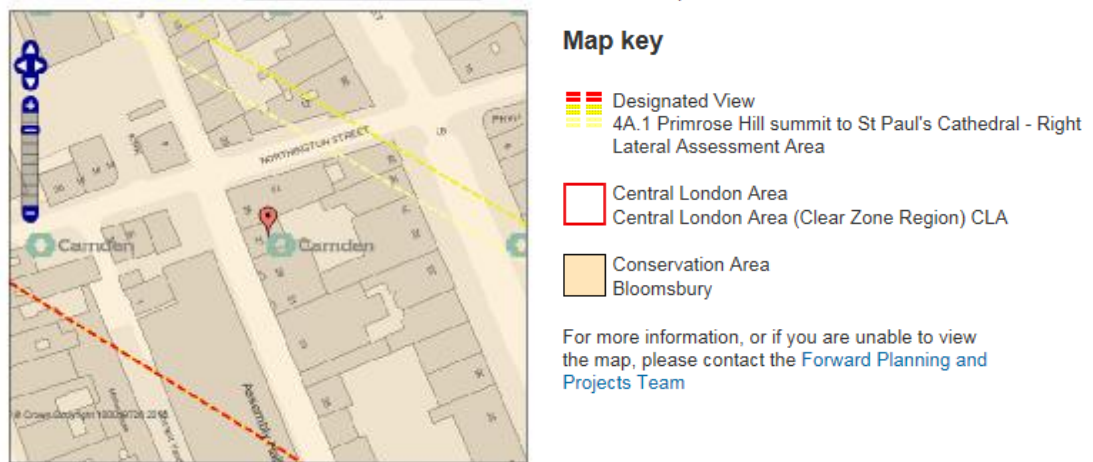 NORTHINGTON STREET
Camden
Camden
Assembly
Map key
Designated View
4A.1 Primrose Hill summit to St Paul's Cathedral - Right
Lateral Assessment Area
Central London Area
Central London Area (Clear Zone Region) CLA
Conservation Area
Bloomsbury
For more information, or if you are unable to view
the map, please contact the Forward Planning and
Projects Team